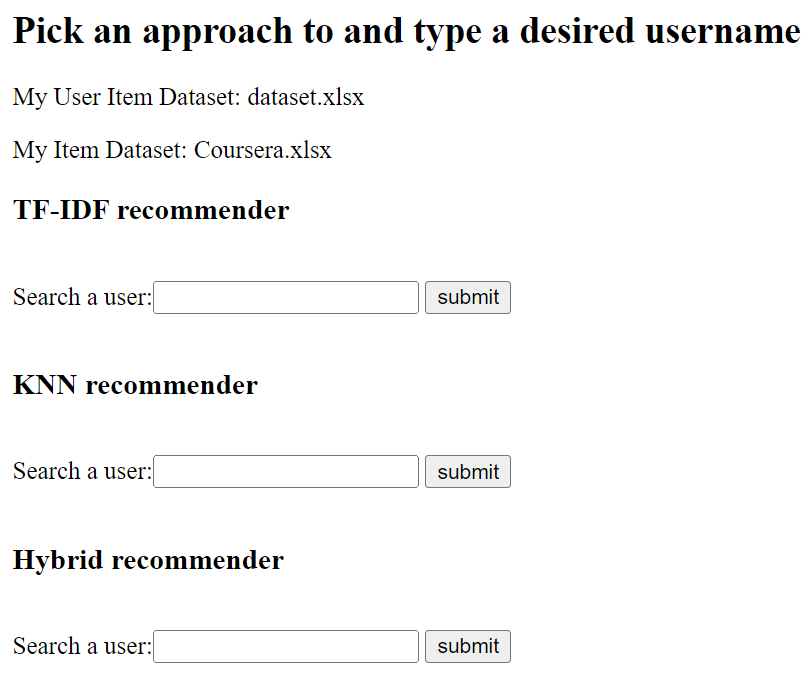 Pick an approach to and type a desired username
My User Item Dataset: dataset.xlsx
My Item Dataset: Coursera.xlsx
TF-IDF recommender
Search a user: submit
KNN recommender
Search a user: submit
Hybrid recommender
Search a user: submit